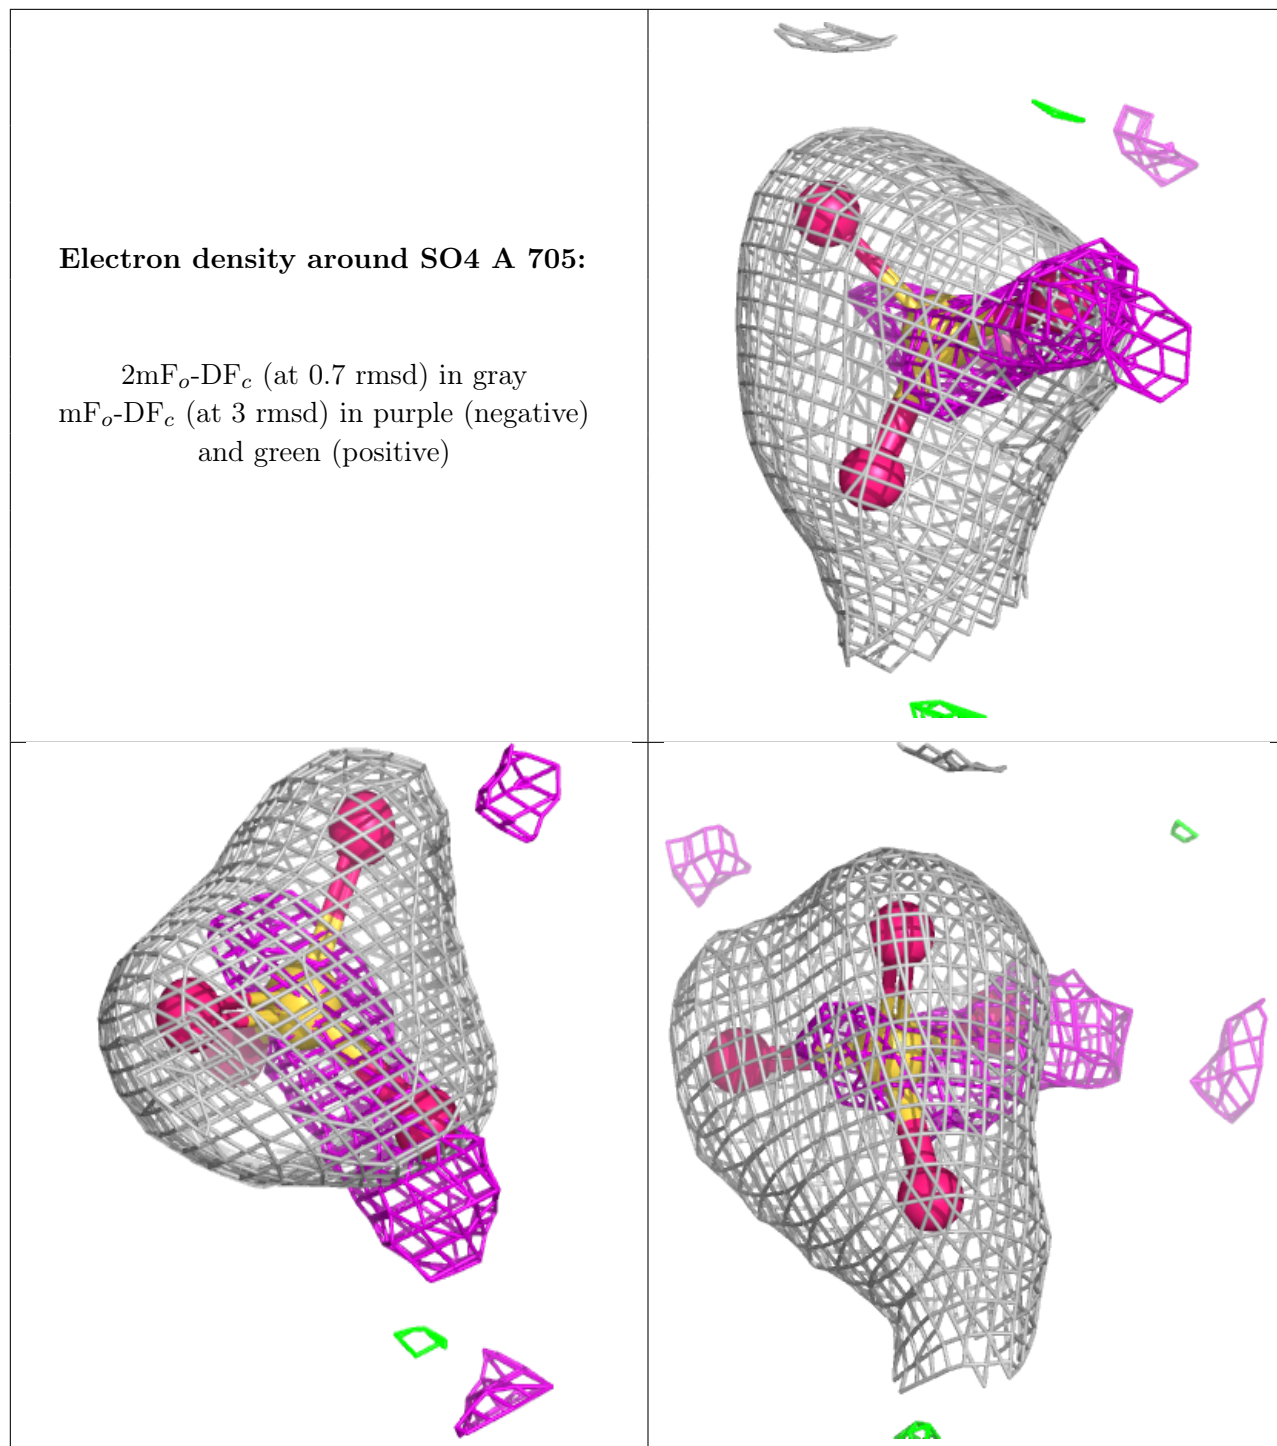 Electron density around SO4 A 705:
2mFo-DFc (at 0.7 rmsd) in gray
mFo-DFc (at 3 rmsd) in purple (negative)
and green (positive)